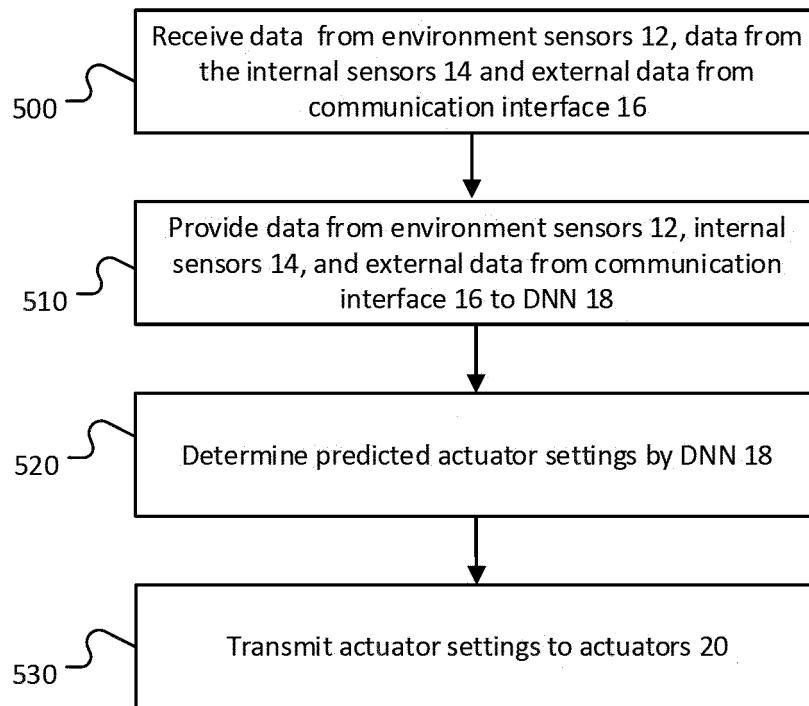 Receive data from environment sensors 12, data from
the internal sensors 14 and external data from
communication interface 16
500
Provide data from environment sensors 12, internal
sensors 14, and external data from communication
interface 16 to DNN 18
510
Determine predicted actuator settings by DNN 18
520
Transmit actuator settings to actuators 20
530